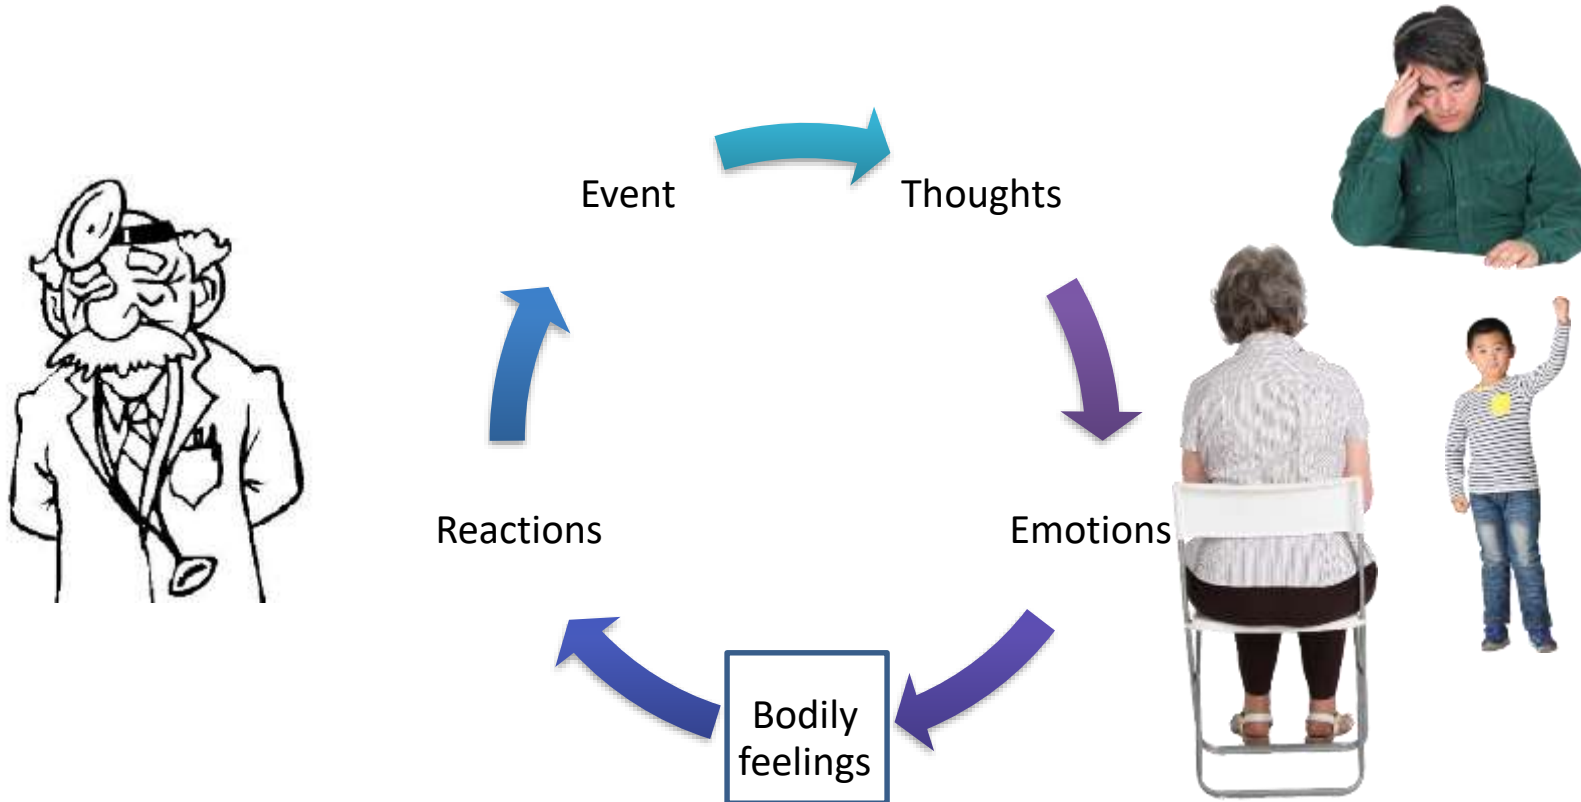 Event
Thoughts
Emotions
Bodily
feelings
Reactions